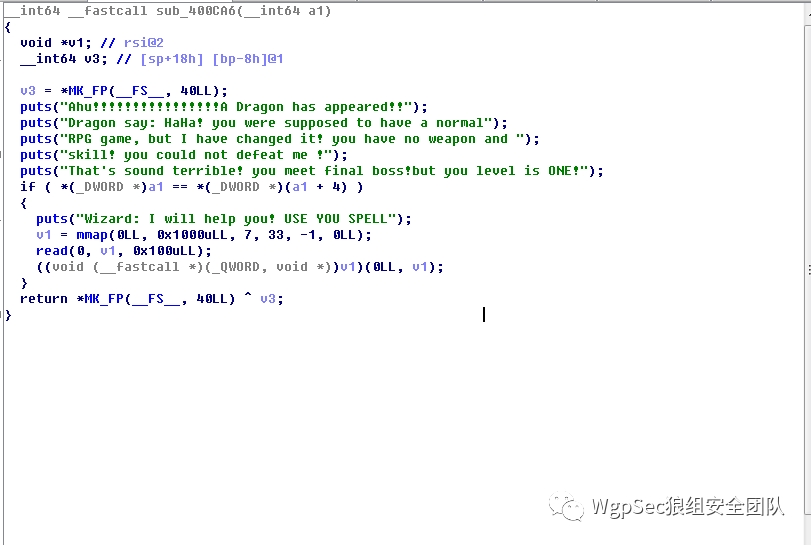 __int64 __fastcall sub_400CA6(__int64 a1)
{
  void *v1; // rsi@2
  __int64 v3; // [sp+18h] [bp-8h]@1
  v3 = *MK_FP(__FS__, 40LL);
  puts("Ahu!!!!!!!!!!!!!!!!A Dragon has appeared!!");
  puts("Dragon say: HaHa! you were supposed to have a normal");
  puts("RPG game, but I have changed it! you have no weapon and ");
  puts("skill! you could not defeat me !");
  puts("That's sound terrible! you meet final boss!but you level is ONE!");
  if ( *(_DWORD *)a1 == *(_DWORD *)(a1 + 4) )
  {
    puts("Wizard: I will help you! USE YOU SPELL");
    v1 = mmap(0LL, 0x1000uLL, 7, 33, -1, 0LL);
    read(0, v1, 0x100uLL);
    ((void (__fastcall *)(_QWORD, void *))v1)(0LL, v1);
  }
  return *MK_FP(__FS__, 40LL) ^ v3;
}
WgpSec狼组安全团队